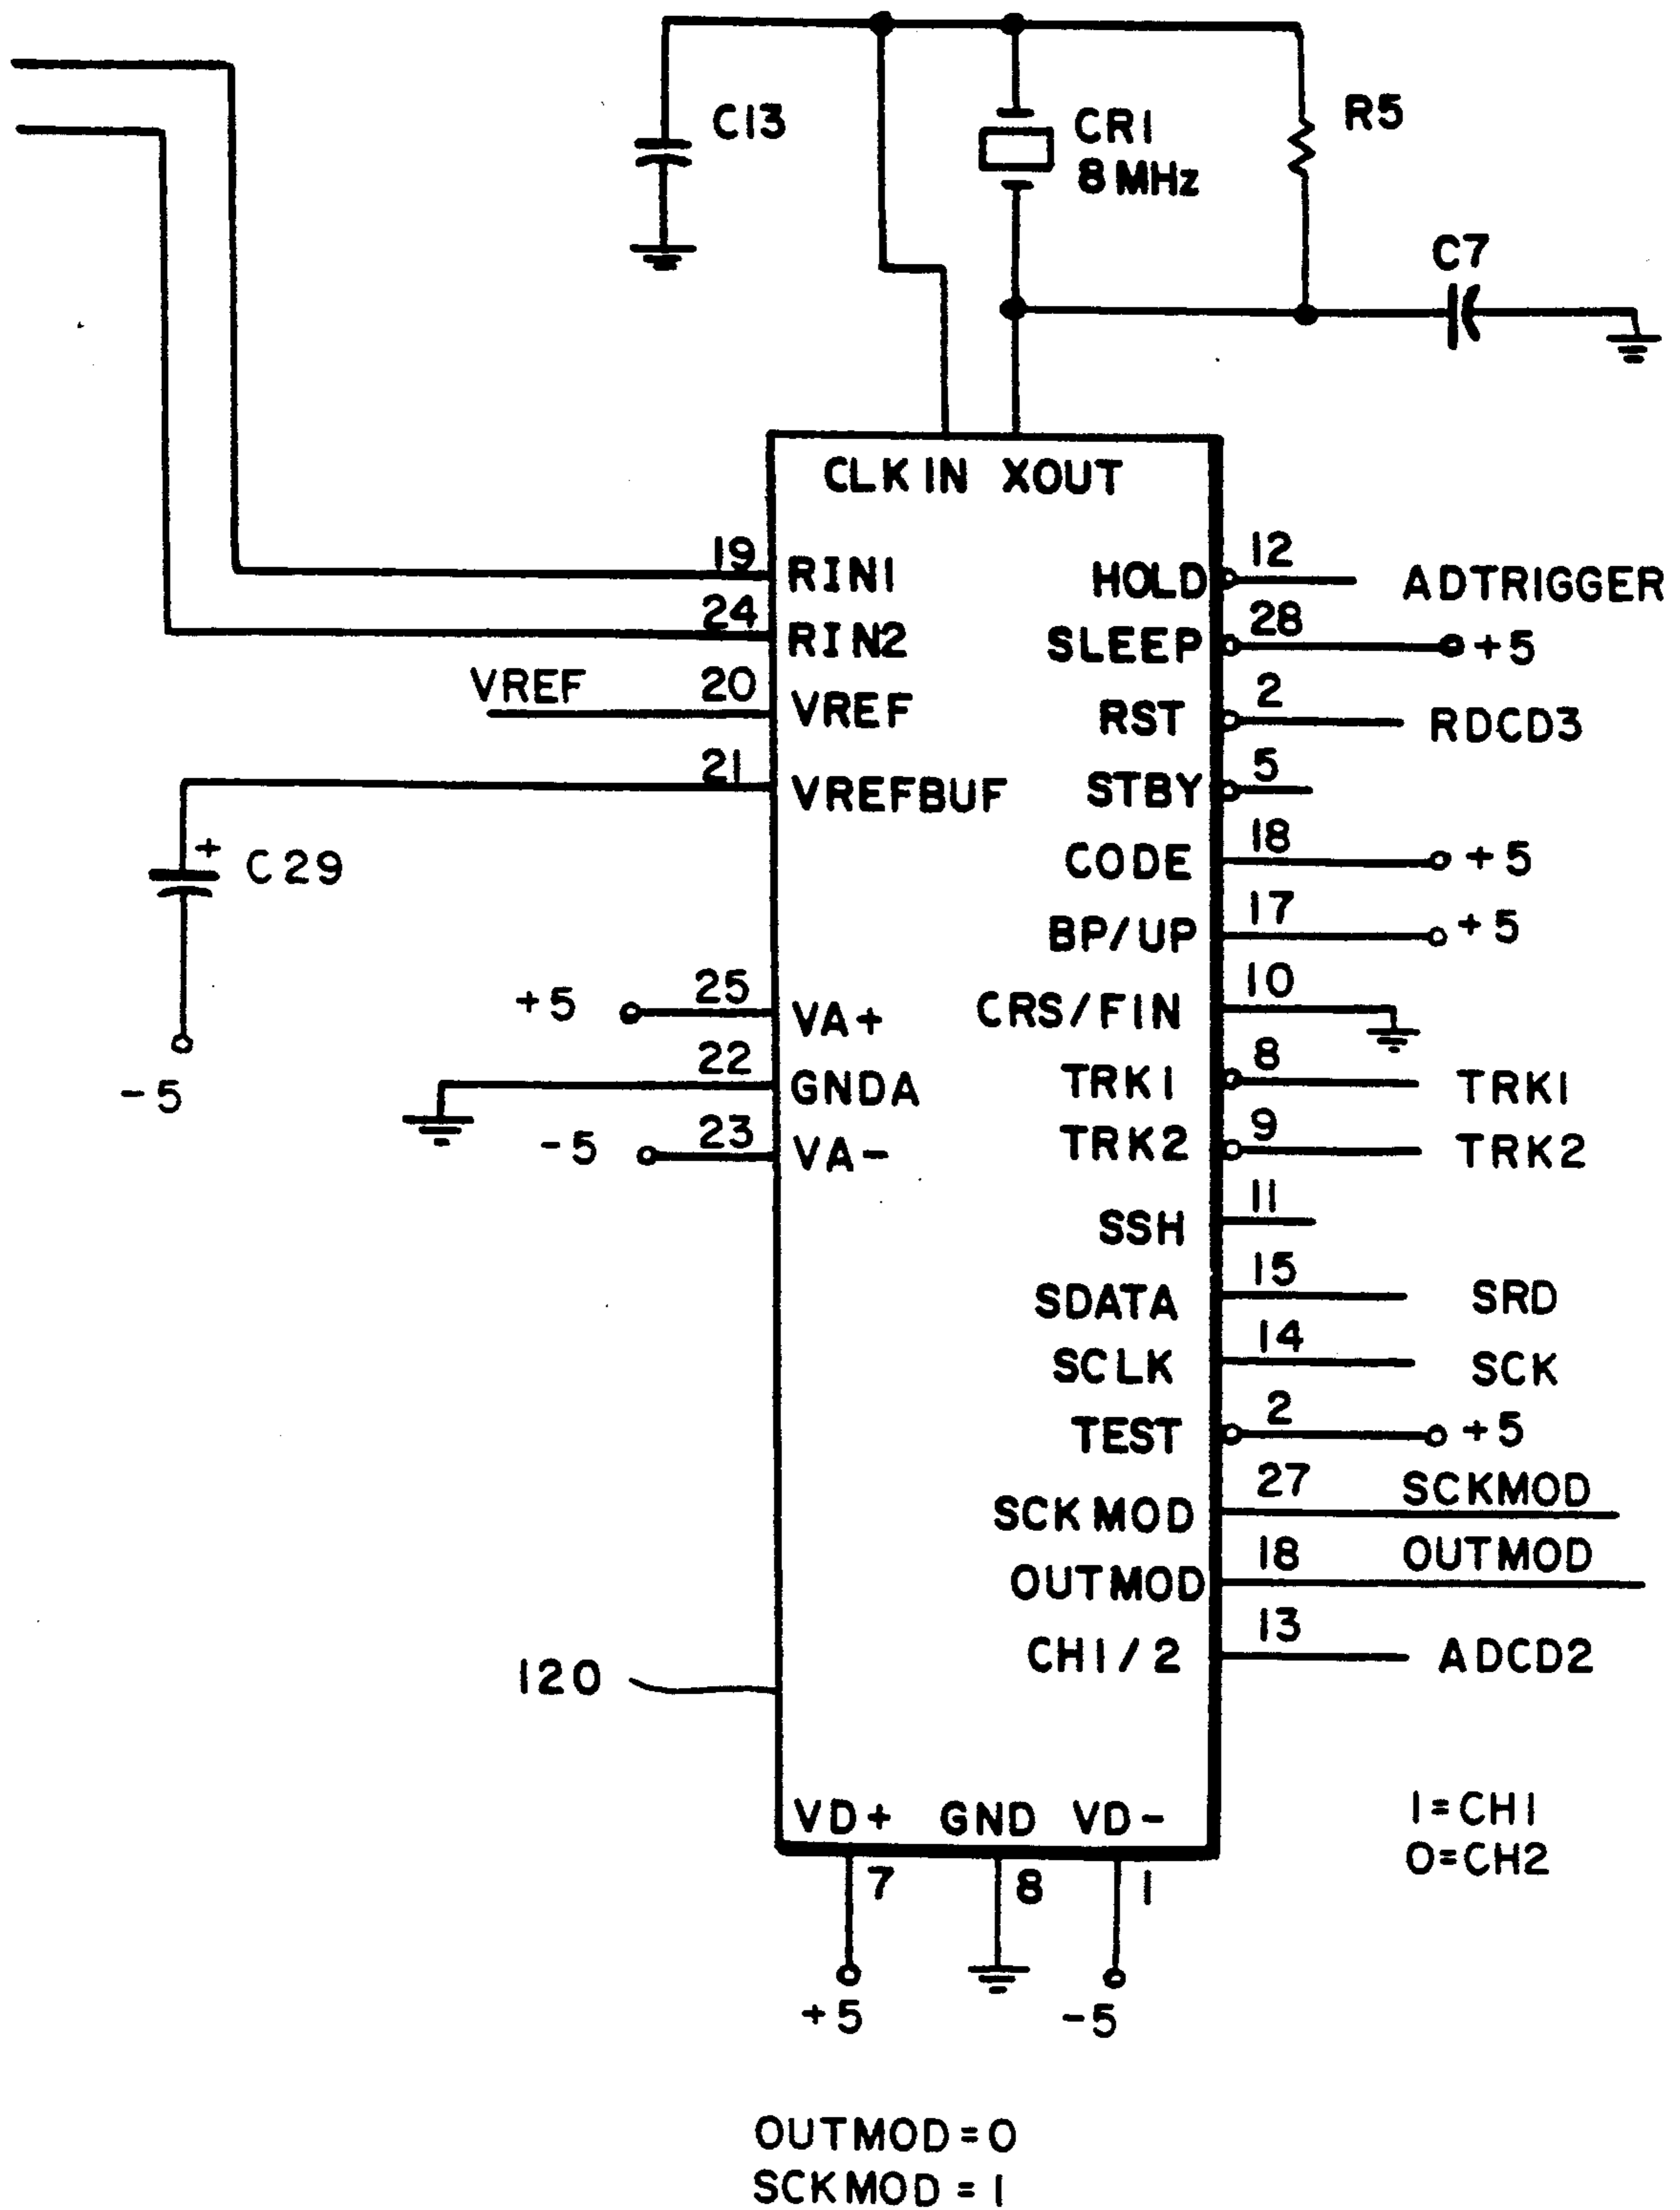 C13
CR1
8 MHz
R5
C7
CLKIN XOUT
19 RIN1
24 RIN2
VREF 20 VREF
21 VREFBUF
+ C29
-5
+5 25 VA+
22 GNDA
-5 23 VA-
HOLD 12 ADTRIGGER
SLEEP 28 +5
RST 2 RDCD3
STBY 5
CODE 18 +5
BP/UP 17 +5
CRS/FIN 10
TRK1 8 TRK1
TRK2 9 TRK2
SSH 11
SDATA 15 SRD
SCLK 14 SCK
TEST 2 +5
SCKMOD 27 SCKMOD
OUTMOD 18 OUTMOD
CH1/2 13 ADCD2
120
VD+ GND VD-
7 8 1
+5 -5
1=CH1
0=CH2
OUTMOD=0
SCKMOD=1